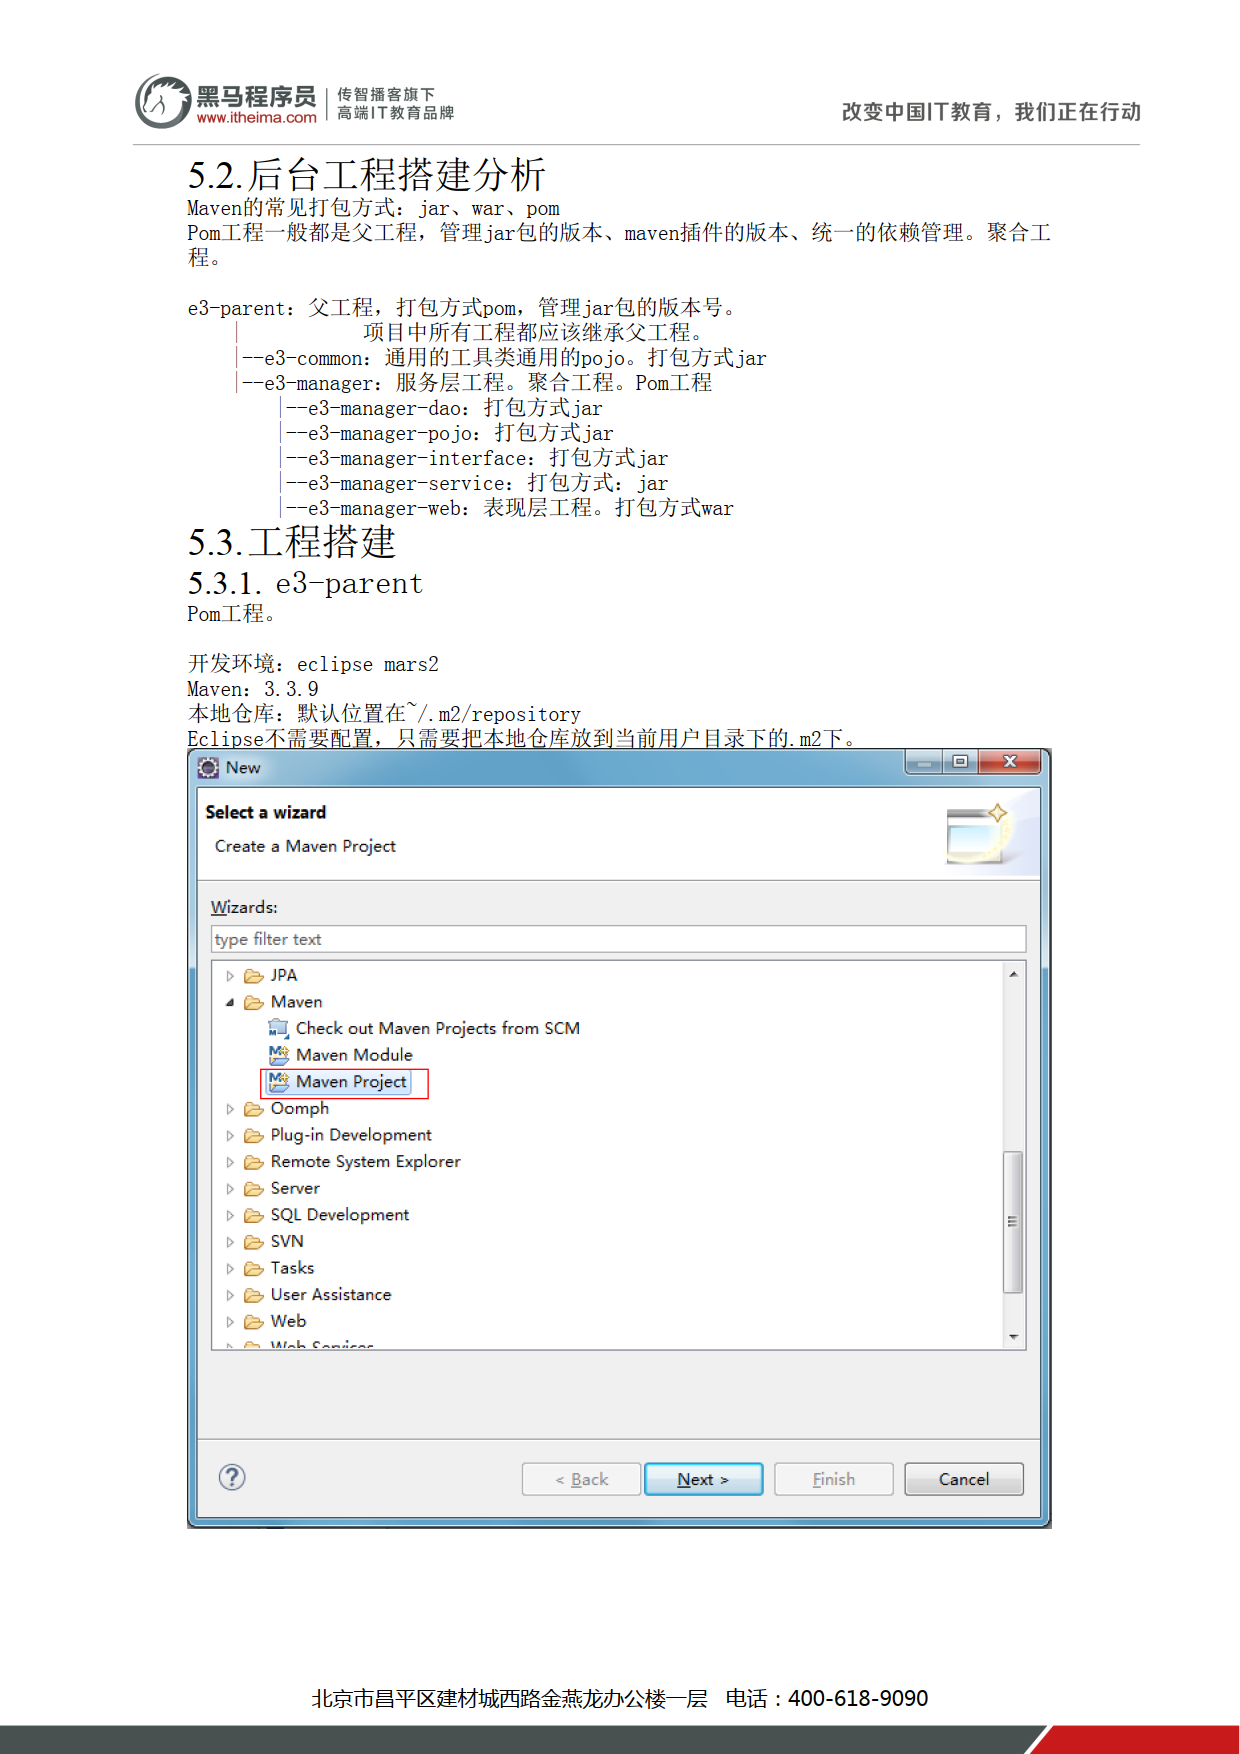 黑马程序员
www.itheima.com
传智播客旗下
高端IT教育品牌
改变中国IT教育，我们正在行动
5.2.后台工程搭建分析
Maven的常见打包方式：jar、war、pom
Pom工程一般都是父工程，管理jar包的版本、maven插件的版本、统一的依赖管理。聚合工
程。
e3-parent：父工程，打包方式pom，管理jar包的版本号。
|          项目中所有工程都应该继承父工程。
|--e3-common：通用的工具类通用的pojo。打包方式jar
|--e3-manager：服务层工程。聚合工程。Pom工程
|--e3-manager-dao：打包方式jar
|--e3-manager-pojo：打包方式jar
|--e3-manager-interface：打包方式jar
|--e3-manager-service：打包方式：jar
|--e3-manager-web：表现层工程。打包方式war
5.3.工程搭建
5.3.1. e3-parent
Pom工程。
开发环境：eclipse mars2
Maven：3.3.9
本地仓库：默认位置在~/.m2/repository
Eclipse不需要配置，只需要把本地仓库放到当前用户目录下的.m2下。
New
Select a wizard
Create a Maven Project
Wizards:
type filter text
JPA
Maven
Check out Maven Projects from SCM
Maven Module
Maven Project
Oomph
Plug-in Development
Remote System Explorer
Server
SQL Development
SVN
Tasks
User Assistance
Web
Web Services
< Back
Next >
Finish
Cancel
北京市昌平区建材城西路金燕龙办公楼一层   电话：400-618-9090